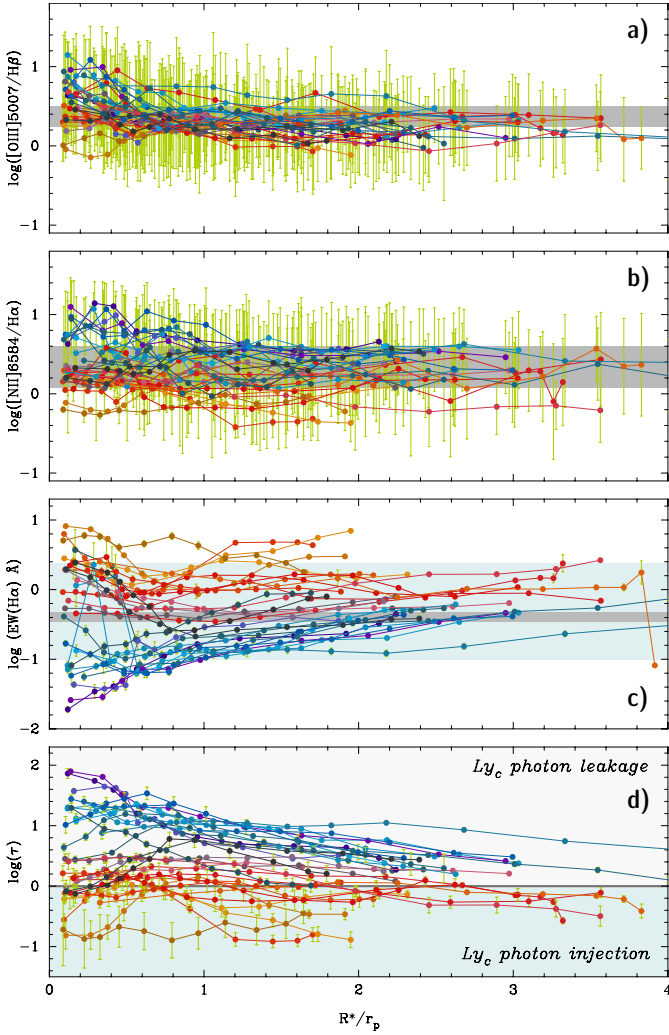 a)
log([OIII]5007/Hβ)
1
0
−1
b)
log([NII]6584/Hα)
1
0
−1
c)
log (EW(Hα) Å)
1
0
−1
−2
Ly_c photon leakage
d)
log(τ)
2
1
0
−1
Ly_c photon injection
0 1 2 3 4
R*/r_p